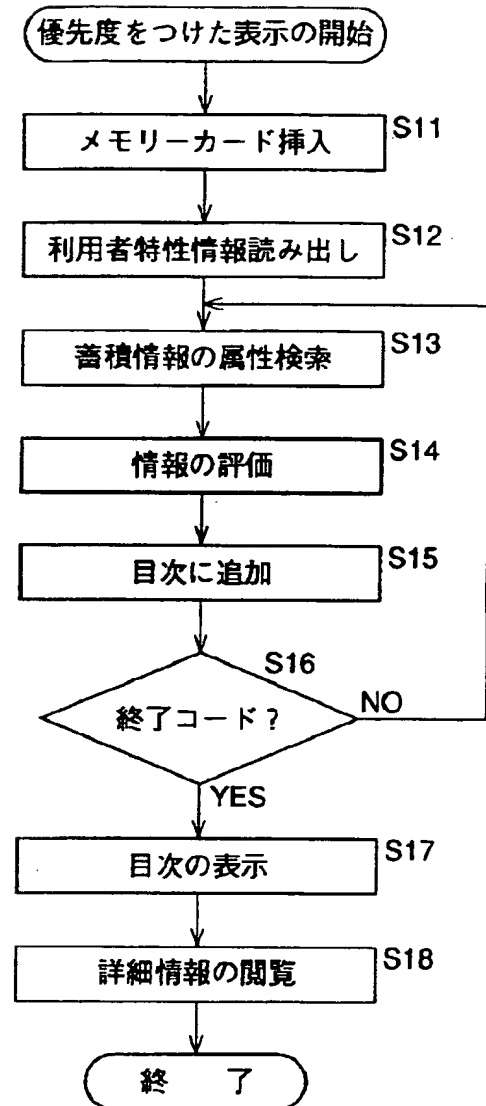 優先度をつけた表示の開始
メモリーカード挿入
S11
利用者特性情報読み出し
S12
蓄積情報の属性検索
S13
情報の評価
S14
目次に追加
S15
S16
終了コード?
NO
YES
目次の表示
S17
詳細情報の閲覧
S18
終 了